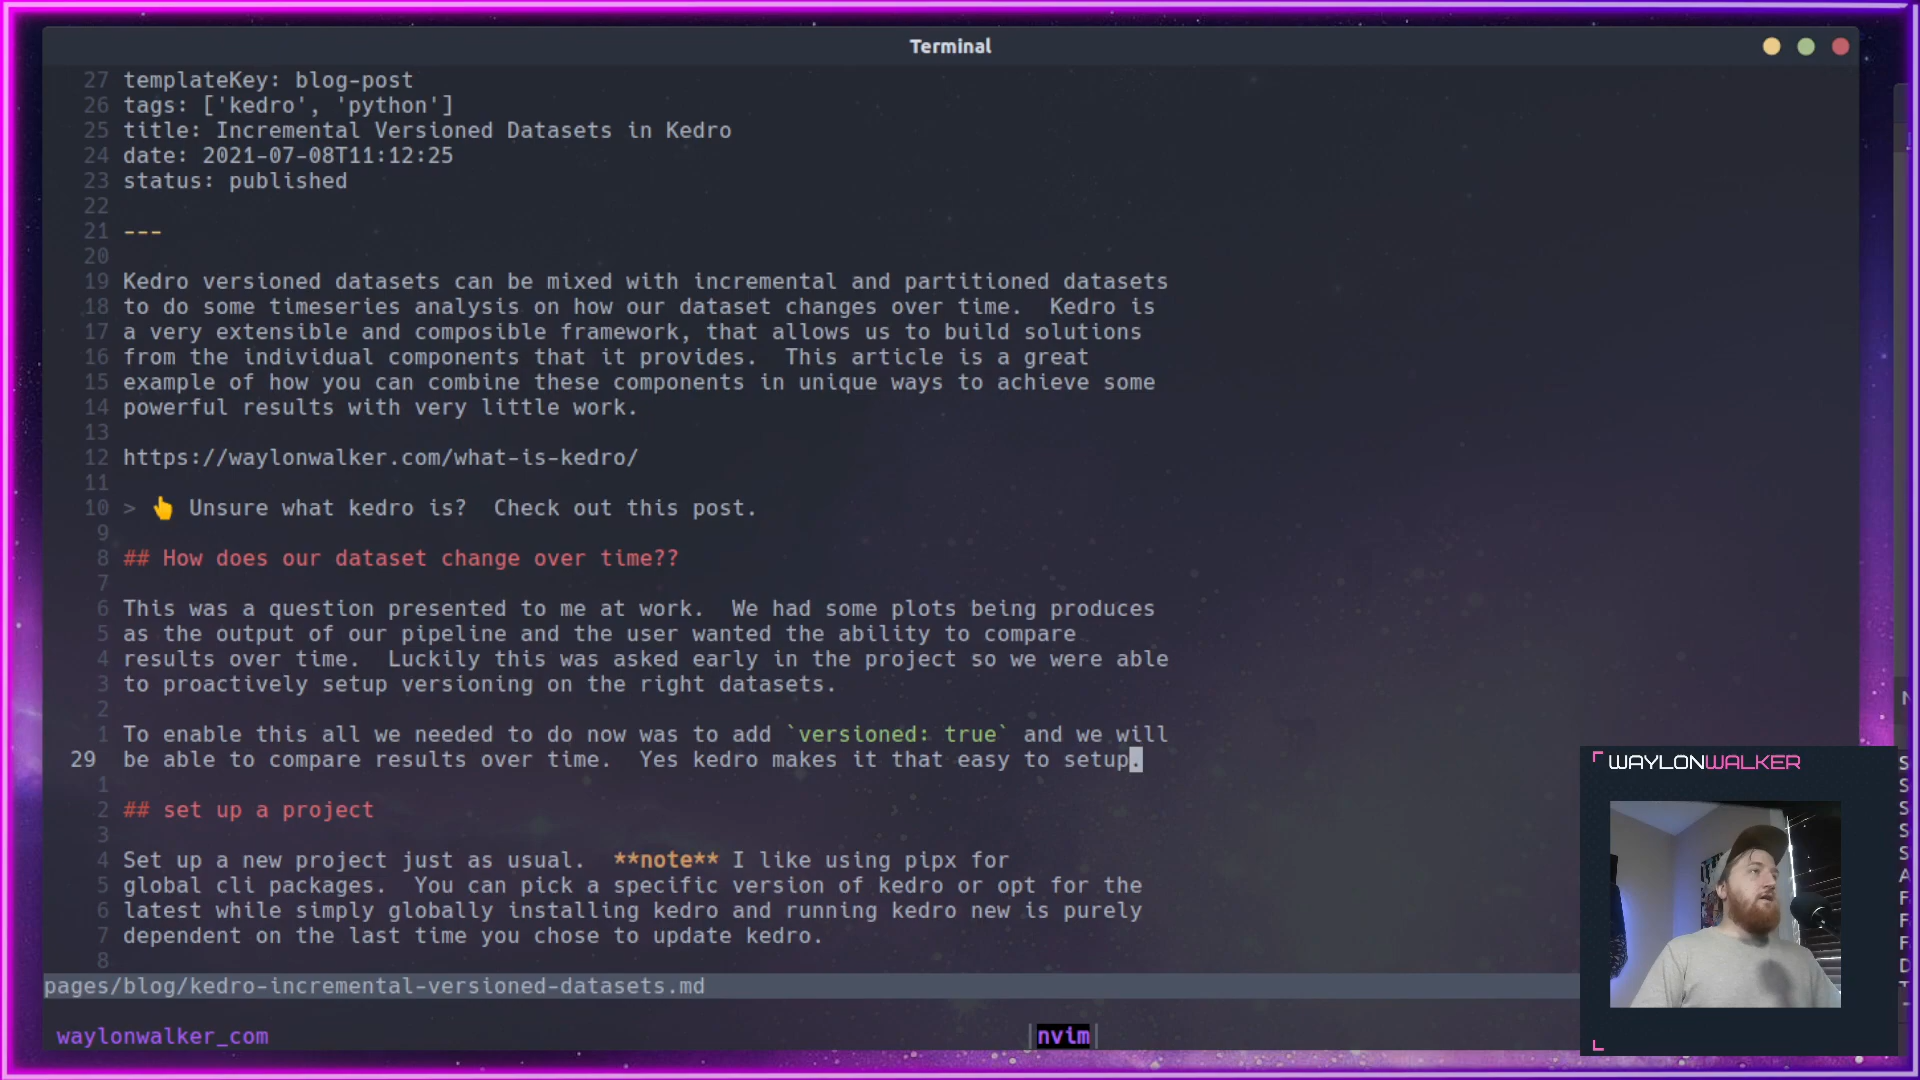 Terminal
27 templateKey: blog-post
26 tags: ['kedro', 'python']
25 title: Incremental Versioned Datasets in Kedro
24 date: 2021-07-08T11:12:25
23 status: published
22
21 ---
20
19 Kedro versioned datasets can be mixed with incremental and partitioned datasets
18 to do some timeseries analysis on how our dataset changes over time.  Kedro is
17 a very extensible and composible framework, that allows us to build solutions
16 from the individual components that it provides.  This article is a great
15 example of how you can combine these components in unique ways to achieve some
14 powerful results with very little work.
13
12 https://waylonwalker.com/what-is-kedro/
11
10 > 👆 Unsure what kedro is?  Check out this post.
9
8 ## How does our dataset change over time??
7
6 This was a question presented to me at work.  We had some plots being produces
5 as the output of our pipeline and the user wanted the ability to compare
4 results over time.  Luckily this was asked early in the project so we were able
3 to proactively setup versioning on the right datasets.
2
1 To enable this all we needed to do now was to add `versioned: true` and we will
29 be able to compare results over time.  Yes kedro makes it that easy to setup.
1
2 ## set up a project
3
4 Set up a new project just as usual.  **note** I like using pipx for
5 global cli packages.  You can pick a specific version of kedro or opt for the
6 latest while simply globally installing kedro and running kedro new is purely
7 dependent on the last time you chose to update kedro.
8
pages/blog/kedro-incremental-versioned-datasets.md
waylonwalker_com |nvim|
WAYLONWALKER